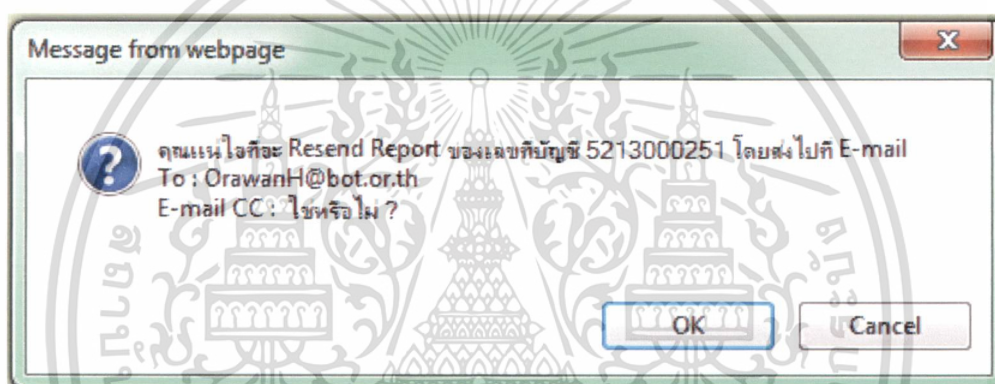 Message from webpage
คุณแน่ใจที่จะ Resend Report ของเลขที่บัญชี 5213000251 โดยส่งไปที่ E-mail
To : OrawanH@bot.or.th
E-mail CC : ใช่หรือไม่ ?
OK
Cancel